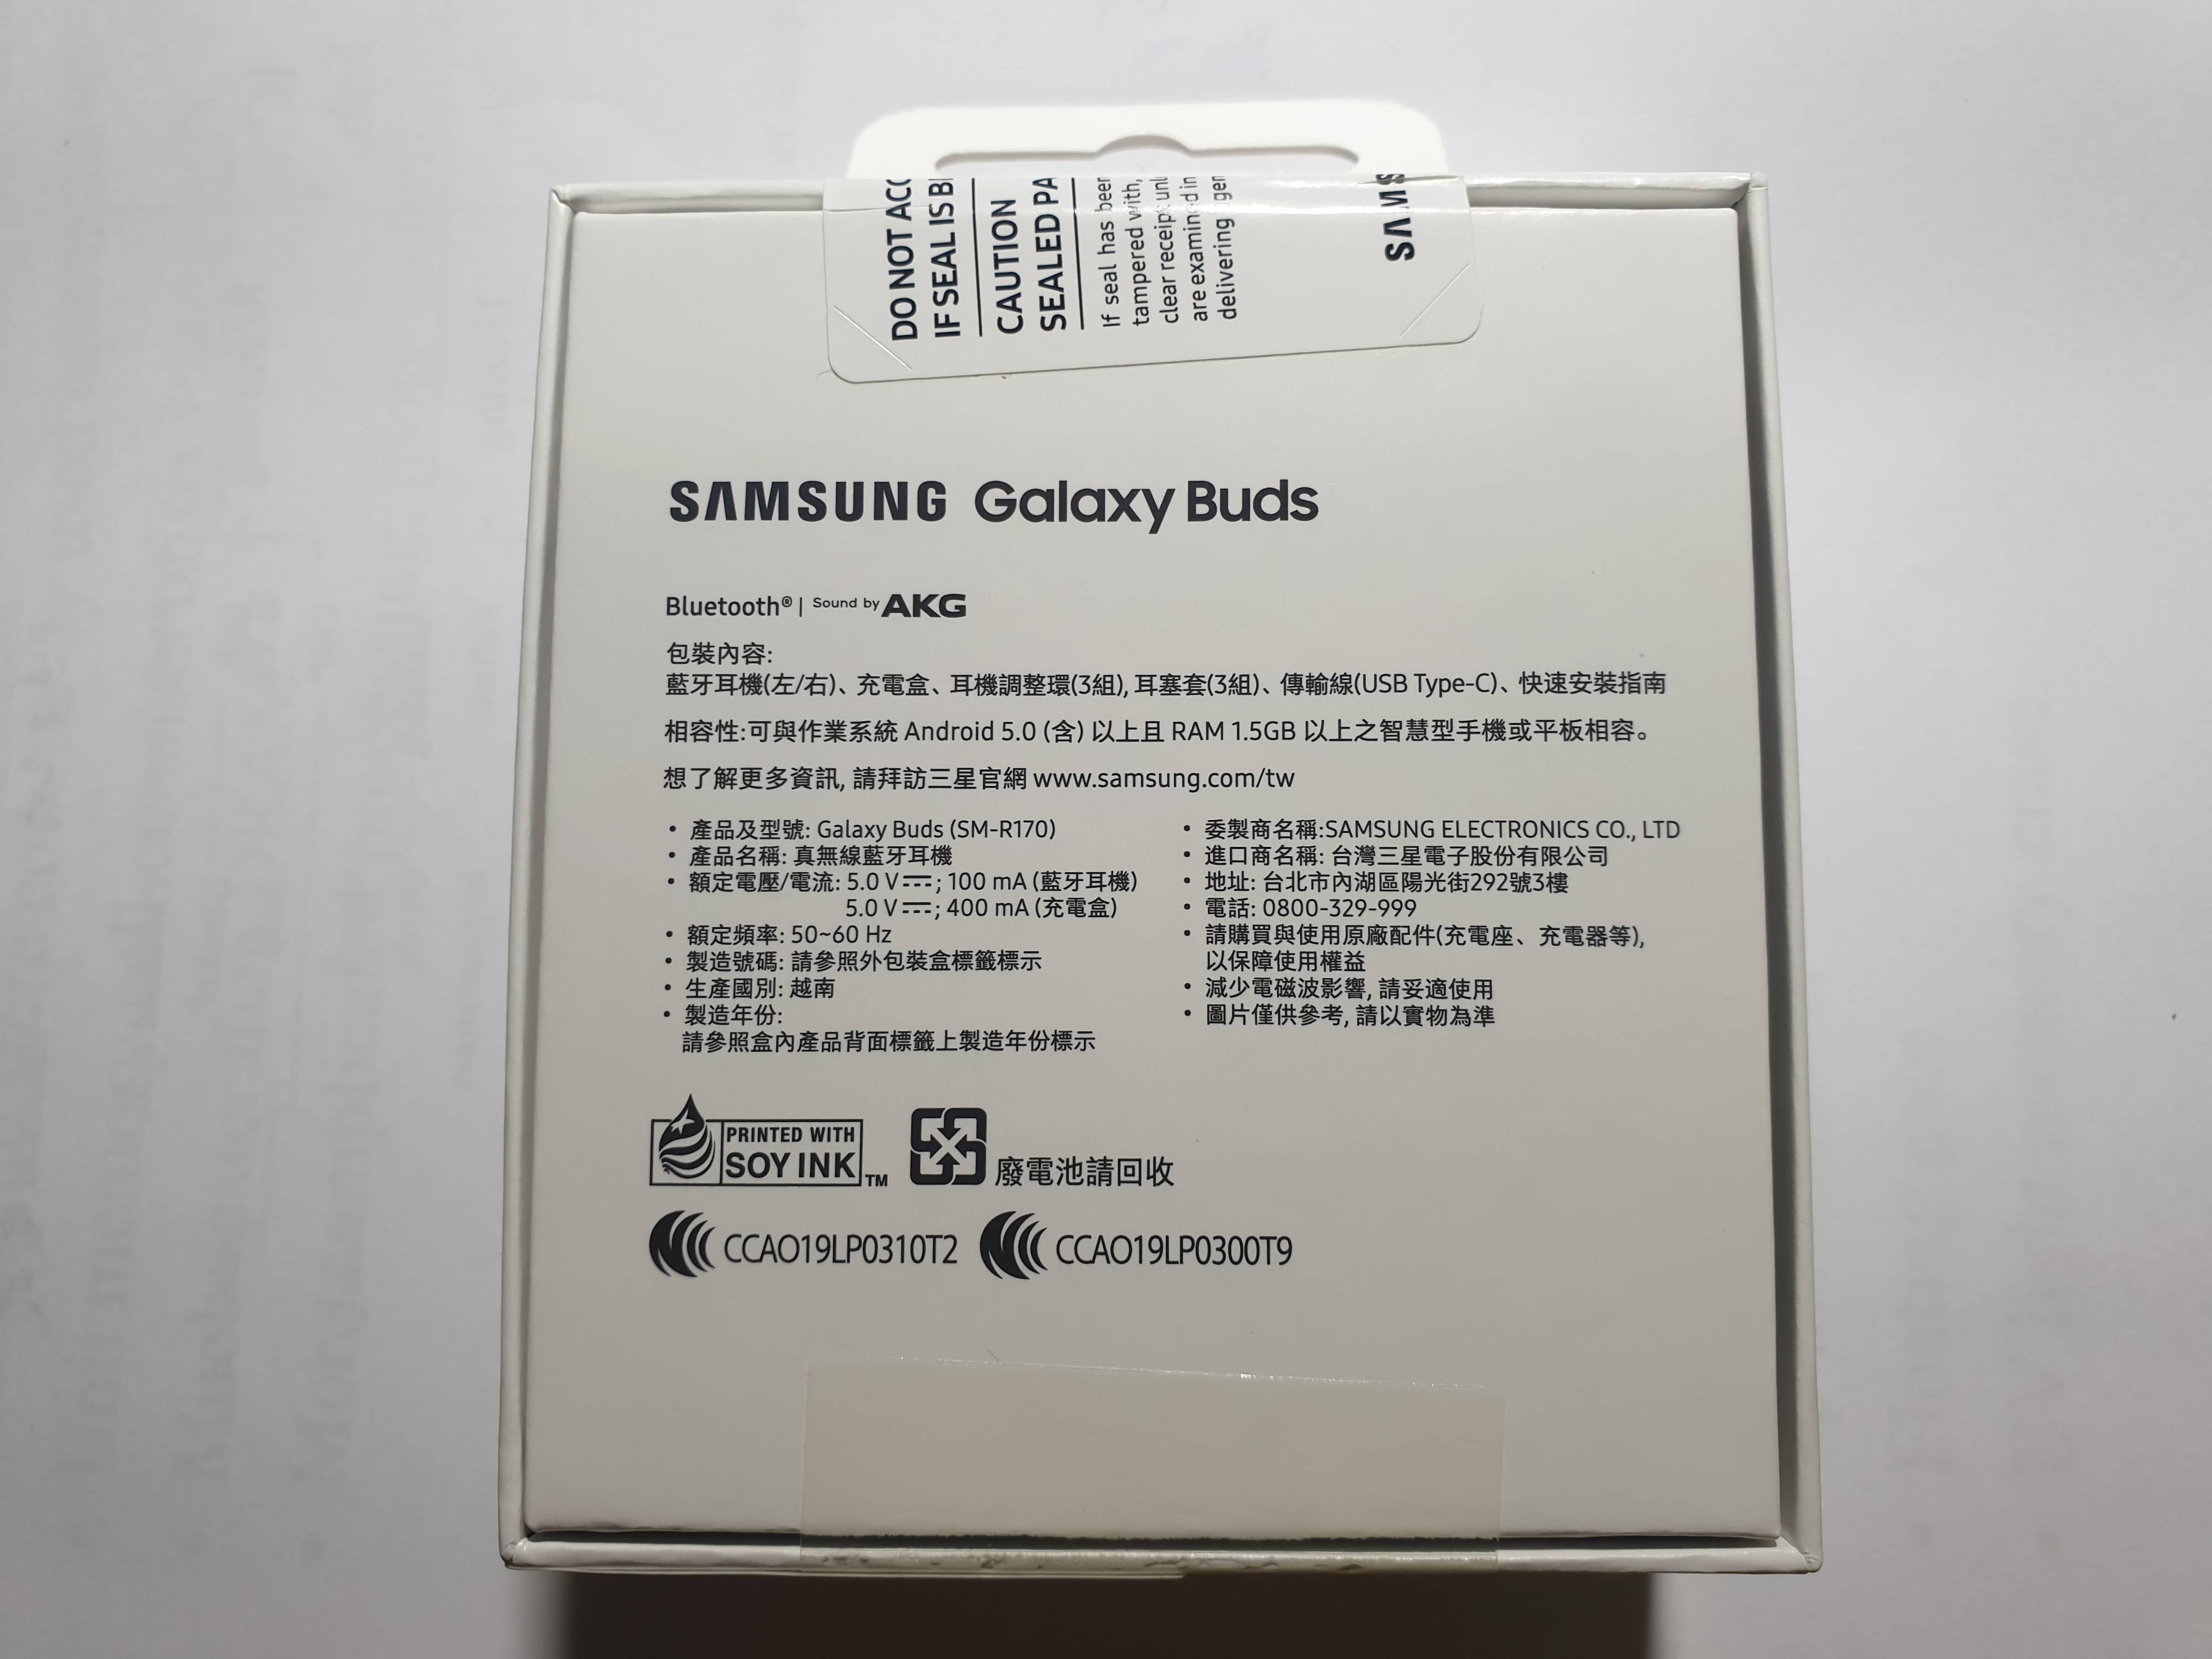 DO NOT ACC
IF SEAL IS B
CAUTION
SEALED PA
If seal has been
tampered with,
clear receipt unl
are examined in
delivering agen
SAMS
SAMSUNG Galaxy Buds
Bluetooth® | Sound by AKG
包裝內容:
藍牙耳機(左/右)、充電盒、耳機調整環(3組), 耳塞套(3組)、傳輸線(USB Type-C)、快速安裝指南
相容性:可與作業系統 Android 5.0 (含) 以上且 RAM 1.5GB 以上之智慧型手機或平板相容。
想了解更多資訊, 請拜訪三星官網 www.samsung.com/tw
• 產品及型號: Galaxy Buds (SM-R170)
• 產品名稱: 真無線藍牙耳機
• 額定電壓/電流: 5.0 V⎓; 100 mA (藍牙耳機)
5.0 V⎓; 400 mA (充電盒)
• 額定頻率: 50~60 Hz
• 製造號碼: 請參照外包裝盒標籤標示
• 生產國別: 越南
• 製造年份:
請參照盒內產品背面標籤上製造年份標示
• 委製商名稱:SAMSUNG ELECTRONICS CO., LTD
• 進口商名稱: 台灣三星電子股份有限公司
• 地址: 台北市內湖區陽光街292號3樓
• 電話: 0800-329-999
• 請購買與使用原廠配件(充電座、充電器等),
以保障使用權益
• 減少電磁波影響, 請妥適使用
• 圖片僅供參考, 請以實物為準
PRINTED WITH
SOY INK TM
廢電池請回收
CCAO19LP0310T2 CCAO19LP0300T9